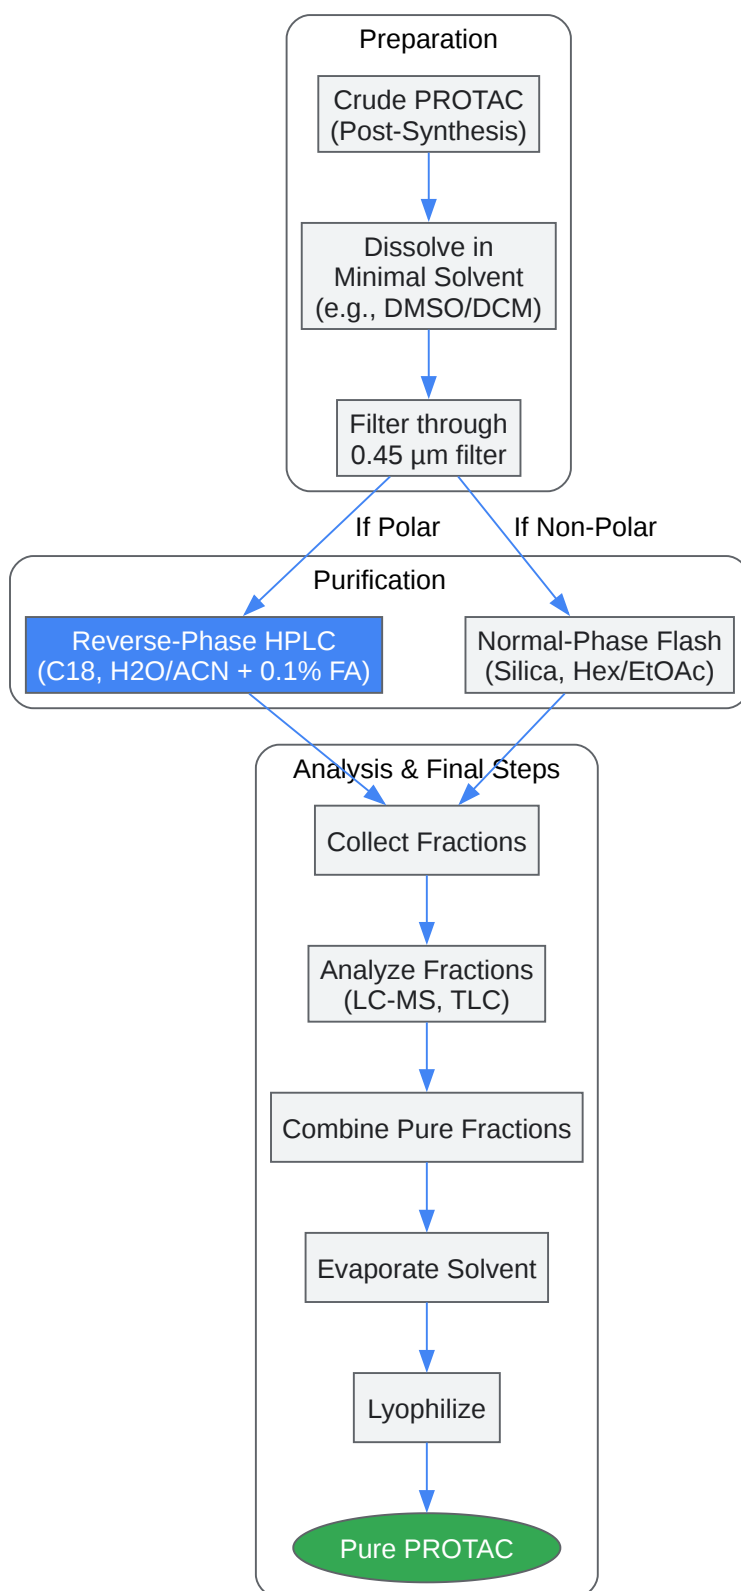 Preparation
Crude PROTAC
(Post-Synthesis)
Dissolve in
Minimal Solvent
(e.g., DMSO/DCM)
Filter through
0.45 µm filter
If Polar
If Non-Polar
Purification
Reverse-Phase HPLC
(C18, H2O/ACN + 0.1% FA)
Normal-Phase Flash
(Silica, Hex/EtOAc)
Analysis & Final Steps
Collect Fractions
Analyze Fractions
(LC-MS, TLC)
Combine Pure Fractions
Evaporate Solvent
Lyophilize
Pure PROTAC